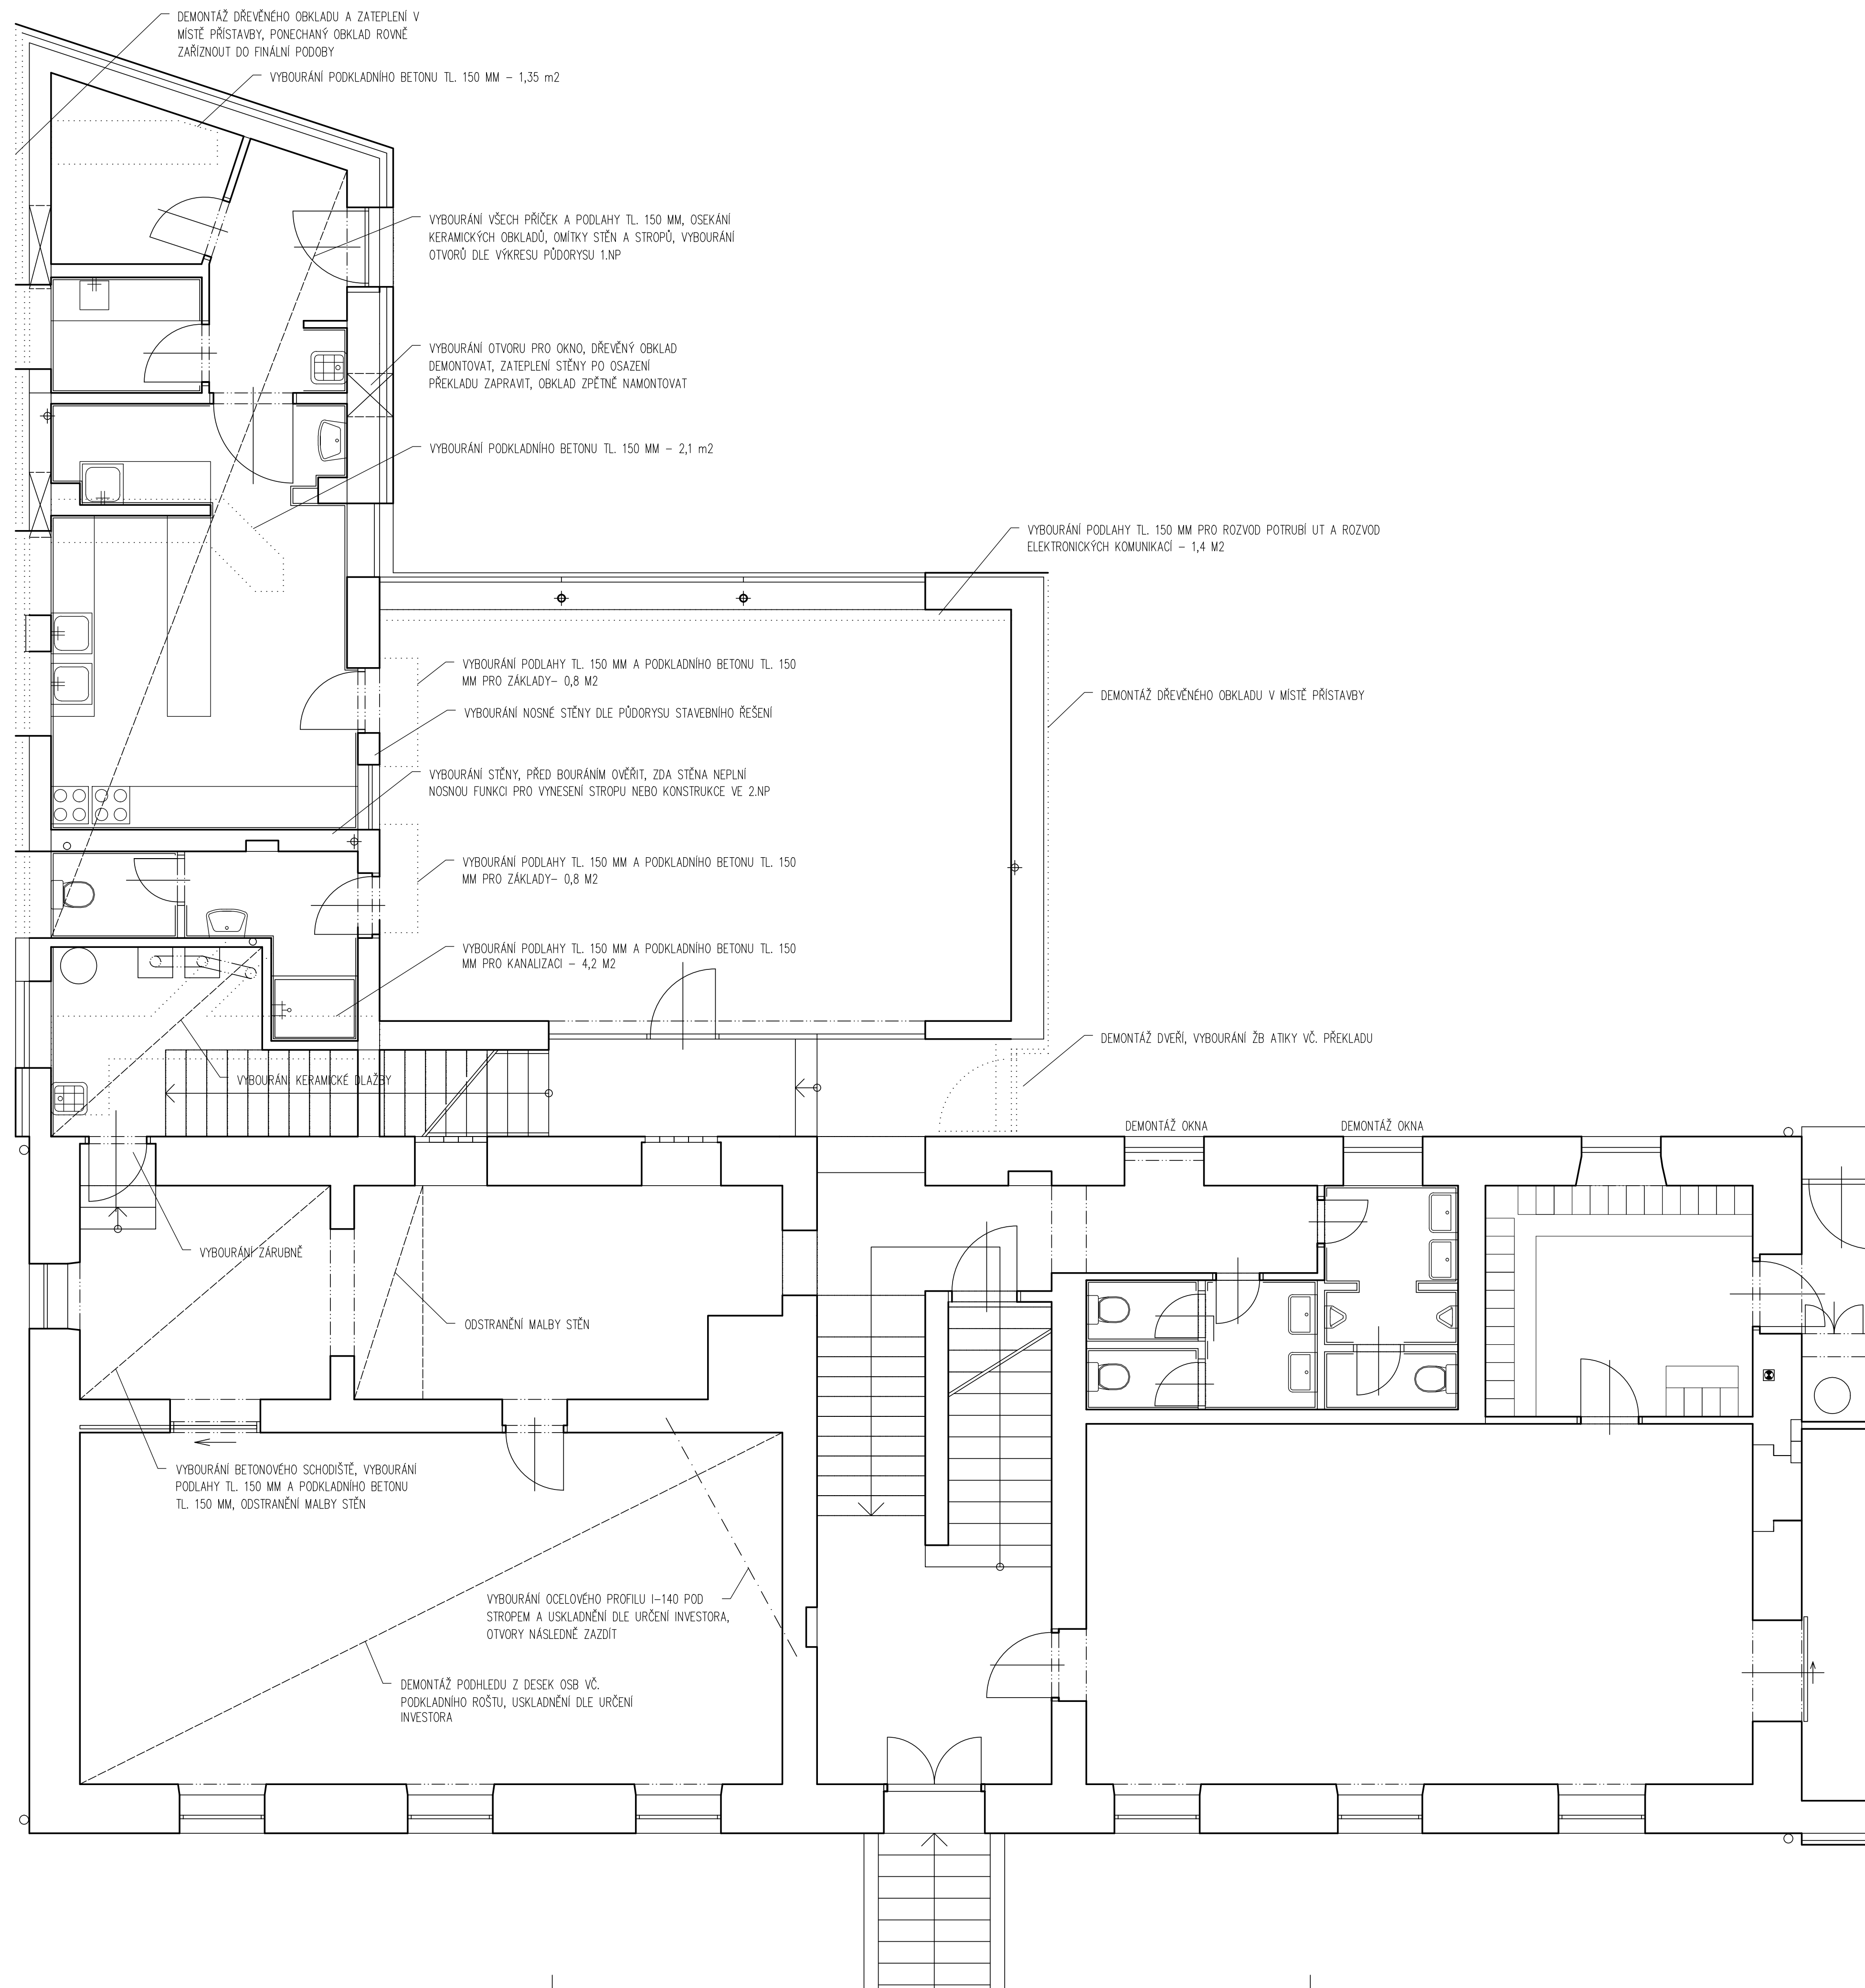 DEMONTÁŽ DŘEVĚNÉHO OBKLADU A ZATEPLENÍ V
MÍSTĚ PŘÍSTAVBY, PONECHANÝ OBKLAD ROVNĚ
ZAŘÍZNOUT DO FINÁLNÍ PODOBY
VYBOURÁNÍ PODKLADNÍHO BETONU TL. 150 MM – 1,35 m2
VYBOURÁNÍ VŠECH PŘÍČEK A PODLAHY TL. 150 MM, OSEKÁNÍ
KERAMICKÝCH OBKLADŮ, OMÍTKY STĚN A STROPŮ, VYBOURÁNÍ
OTVORŮ DLE VÝKRESU PŮDORYSU 1.NP
VYBOURÁNÍ OTVORU PRO OKNO, DŘEVĚNÝ OBKLAD
DEMONTOVAT, ZATEPLENÍ STĚNY PO OSAZENÍ
PŘEKLADU ZAPRAVIT, OBKLAD ZPĚTNĚ NAMONTOVAT
VYBOURÁNÍ PODKLADNÍHO BETONU TL. 150 MM – 2,1 m2
VYBOURÁNÍ PODLAHY TL. 150 MM PRO ROZVOD POTRUBÍ UT A ROZVOD
ELEKTRONICKÝCH KOMUNIKACÍ – 1,4 M2
VYBOURÁNÍ PODLAHY TL. 150 MM A PODKLADNÍHO BETONU TL. 150
MM PRO ZÁKLADY– 0,8 M2
DEMONTÁŽ DŘEVĚNÉHO OBKLADU V MÍSTĚ PŘÍSTAVBY
VYBOURÁNÍ NOSNÉ STĚNY DLE PŮDORYSU STAVEBNÍHO ŘEŠENÍ
VYBOURÁNÍ STĚNY, PŘED BOURÁNÍM OVĚŘIT, ZDA STĚNA NEPLNÍ
NOSNOU FUNKCI PRO VYNESENÍ STROPU NEBO KONSTRUKCE VE 2.NP
VYBOURÁNÍ PODLAHY TL. 150 MM A PODKLADNÍHO BETONU TL. 150
MM PRO ZÁKLADY– 0,8 M2
VYBOURÁNÍ PODLAHY TL. 150 MM A PODKLADNÍHO BETONU TL. 150
MM PRO KANALIZACI – 4,2 M2
DEMONTÁŽ DVEŘÍ, VYBOURÁNÍ ŽB ATIKY VČ. PŘEKLADU
VYBOURÁNÍ KERAMICKÉ DLAŽBY
DEMONTÁŽ OKNA
DEMONTÁŽ OKNA
VYBOURÁNÍ ZÁRUBNĚ
ODSTRANĚNÍ MALBY STĚN
VYBOURÁNÍ BETONOVÉHO SCHODIŠTĚ, VYBOURÁNÍ
PODLAHY TL. 150 MM A PODKLADNÍHO BETONU
TL. 150 MM, ODSTRANĚNÍ MALBY STĚN
VYBOURÁNÍ OCELOVÉHO PROFILU I–140 POD
STROPEM A USKLADNĚNÍ DLE URČENÍ INVESTORA,
OTVORY NÁSLEDNĚ ZAZDÍT
DEMONTÁŽ PODHLEDU Z DESEK OSB VČ.
PODKLADNÍHO ROŠTU, USKLADNĚNÍ DLE URČENÍ
INVESTORA